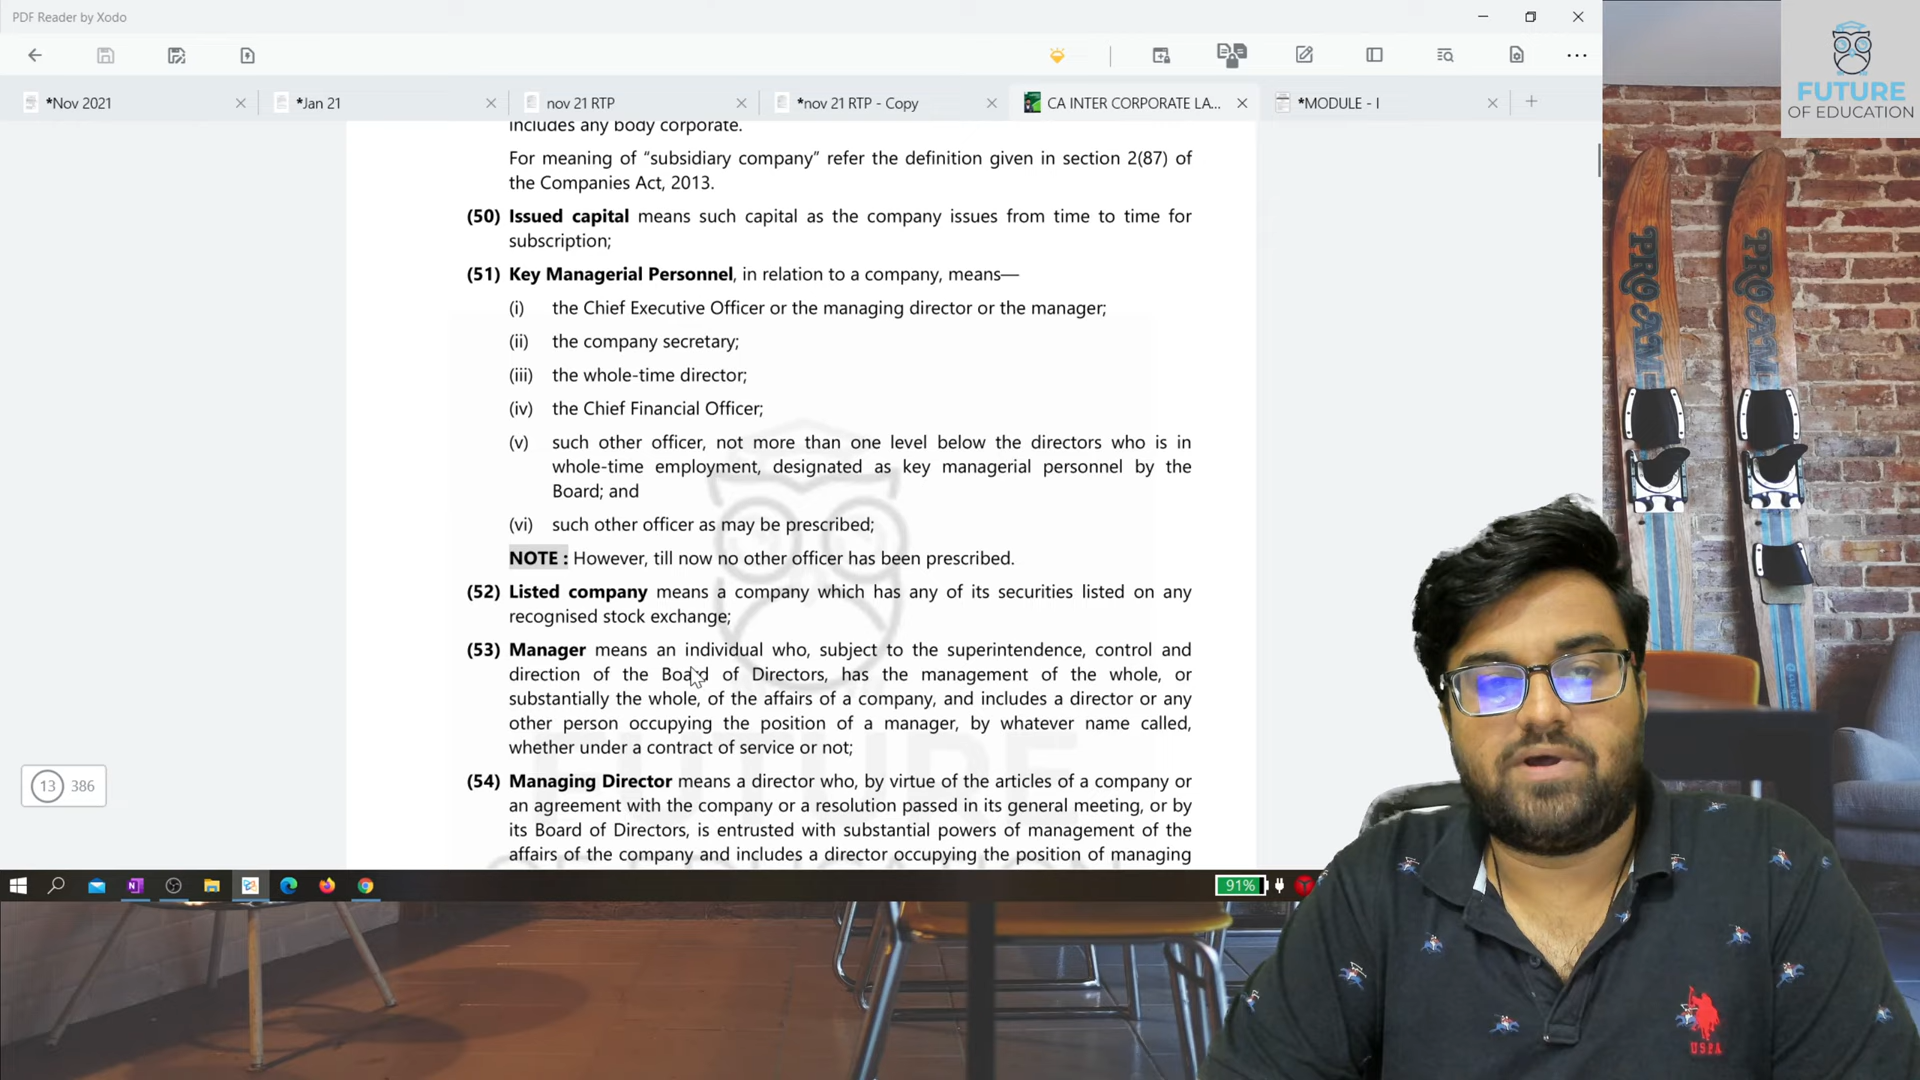 PDF Reader by Xodo
*Nov 2021
*Jan 21
nov 21 RTP
*nov 21 RTP - Copy
CA INTER CORPORATE LA...
*MODULE - I
FUTURE
OF EDUCATION
includes any body corporate.
For meaning of “subsidiary company” refer the definition given in section 2(87) of
the Companies Act, 2013.
(50) Issued capital means such capital as the company issues from time to time for
subscription;
(51) Key Managerial Personnel, in relation to a company, means—
(i) the Chief Executive Officer or the managing director or the manager;
(ii) the company secretary;
(iii) the whole-time director;
(iv) the Chief Financial Officer;
(v) such other officer, not more than one level below the directors who is in
whole-time employment, designated as key managerial personnel by the
Board; and
(vi) such other officer as may be prescribed;
NOTE : However, till now no other officer has been prescribed.
(52) Listed company means a company which has any of its securities listed on any
recognised stock exchange;
(53) Manager means an individual who, subject to the superintendence, control and
direction of the Board of Directors, has the management of the whole, or
substantially the whole, of the affairs of a company, and includes a director or any
other person occupying the position of a manager, by whatever name called,
whether under a contract of service or not;
(54) Managing Director means a director who, by virtue of the articles of a company or
an agreement with the company or a resolution passed in its general meeting, or by
its Board of Directors, is entrusted with substantial powers of management of the
affairs of the company and includes a director occupying the position of managing
FUTURE
13 386
91%
PRO AM
PRO AM
USPA